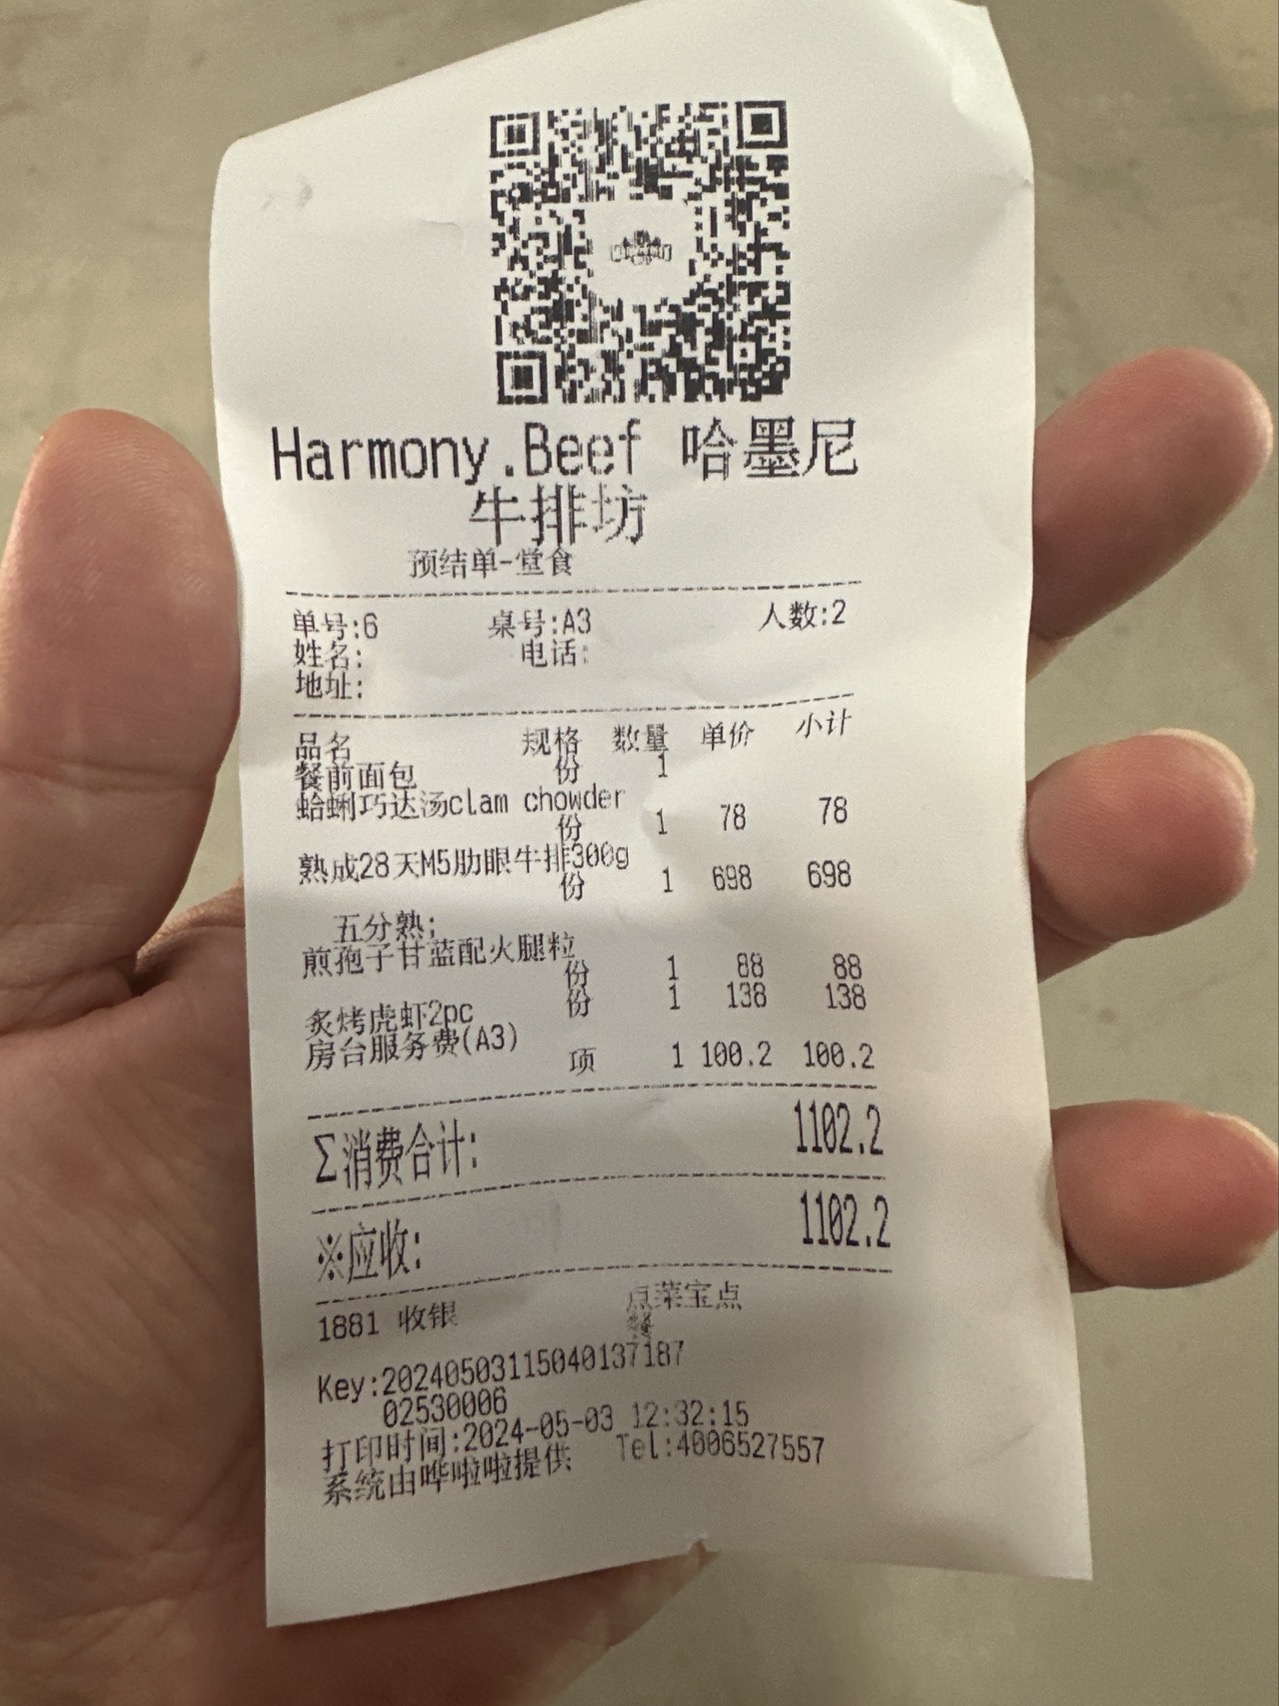 Harmony.Beef 哈墨尼
牛排坊
预结单-堂食
单号:6 桌号:A3 人数:2
姓名: 电话:
地址:
品名 规格 数量 单价 小计
餐前面包 份 1
蛤蜊巧达汤clam chowder
份 1 78 78
熟成28天M5肋眼牛排300g
份 1 698 698
五分熟;
煎孢子甘蓝配火腿粒
份 1 88 88
炙烤虎虾2pc 份 1 138 138
房台服务费(A3)
项 1 100.2 100.2
Σ消费合计: 1102.2
※应收: 1102.2
1881 收银 点菜宝点
Key:20240503115040137187
02530006
打印时间:2024-05-03 12:32:15
系统由哗啦啦提供 Tel:4006527557